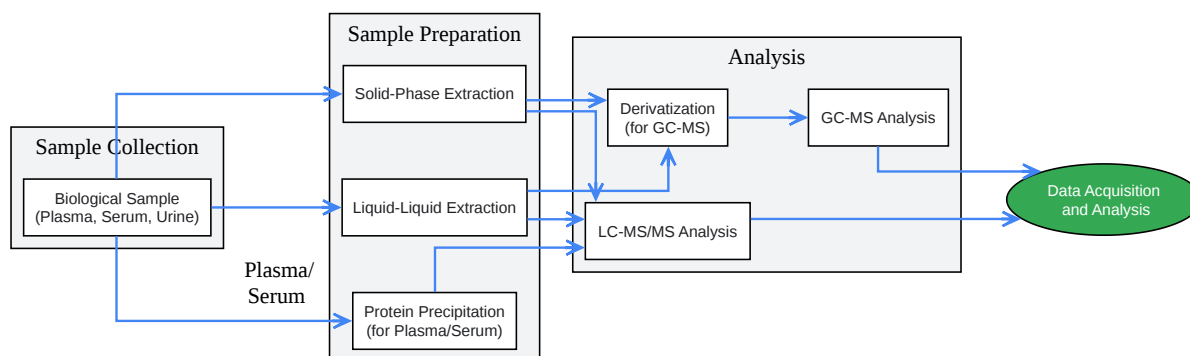 Sample Collection
Biological Sample
(Plasma, Serum, Urine)
Plasma/
Serum
Sample Preparation
Solid-Phase Extraction
Liquid-Liquid Extraction
Protein Precipitation
(for Plasma/Serum)
Analysis
Derivatization
(for GC-MS)
GC-MS Analysis
LC-MS/MS Analysis
Data Acquisition
and Analysis